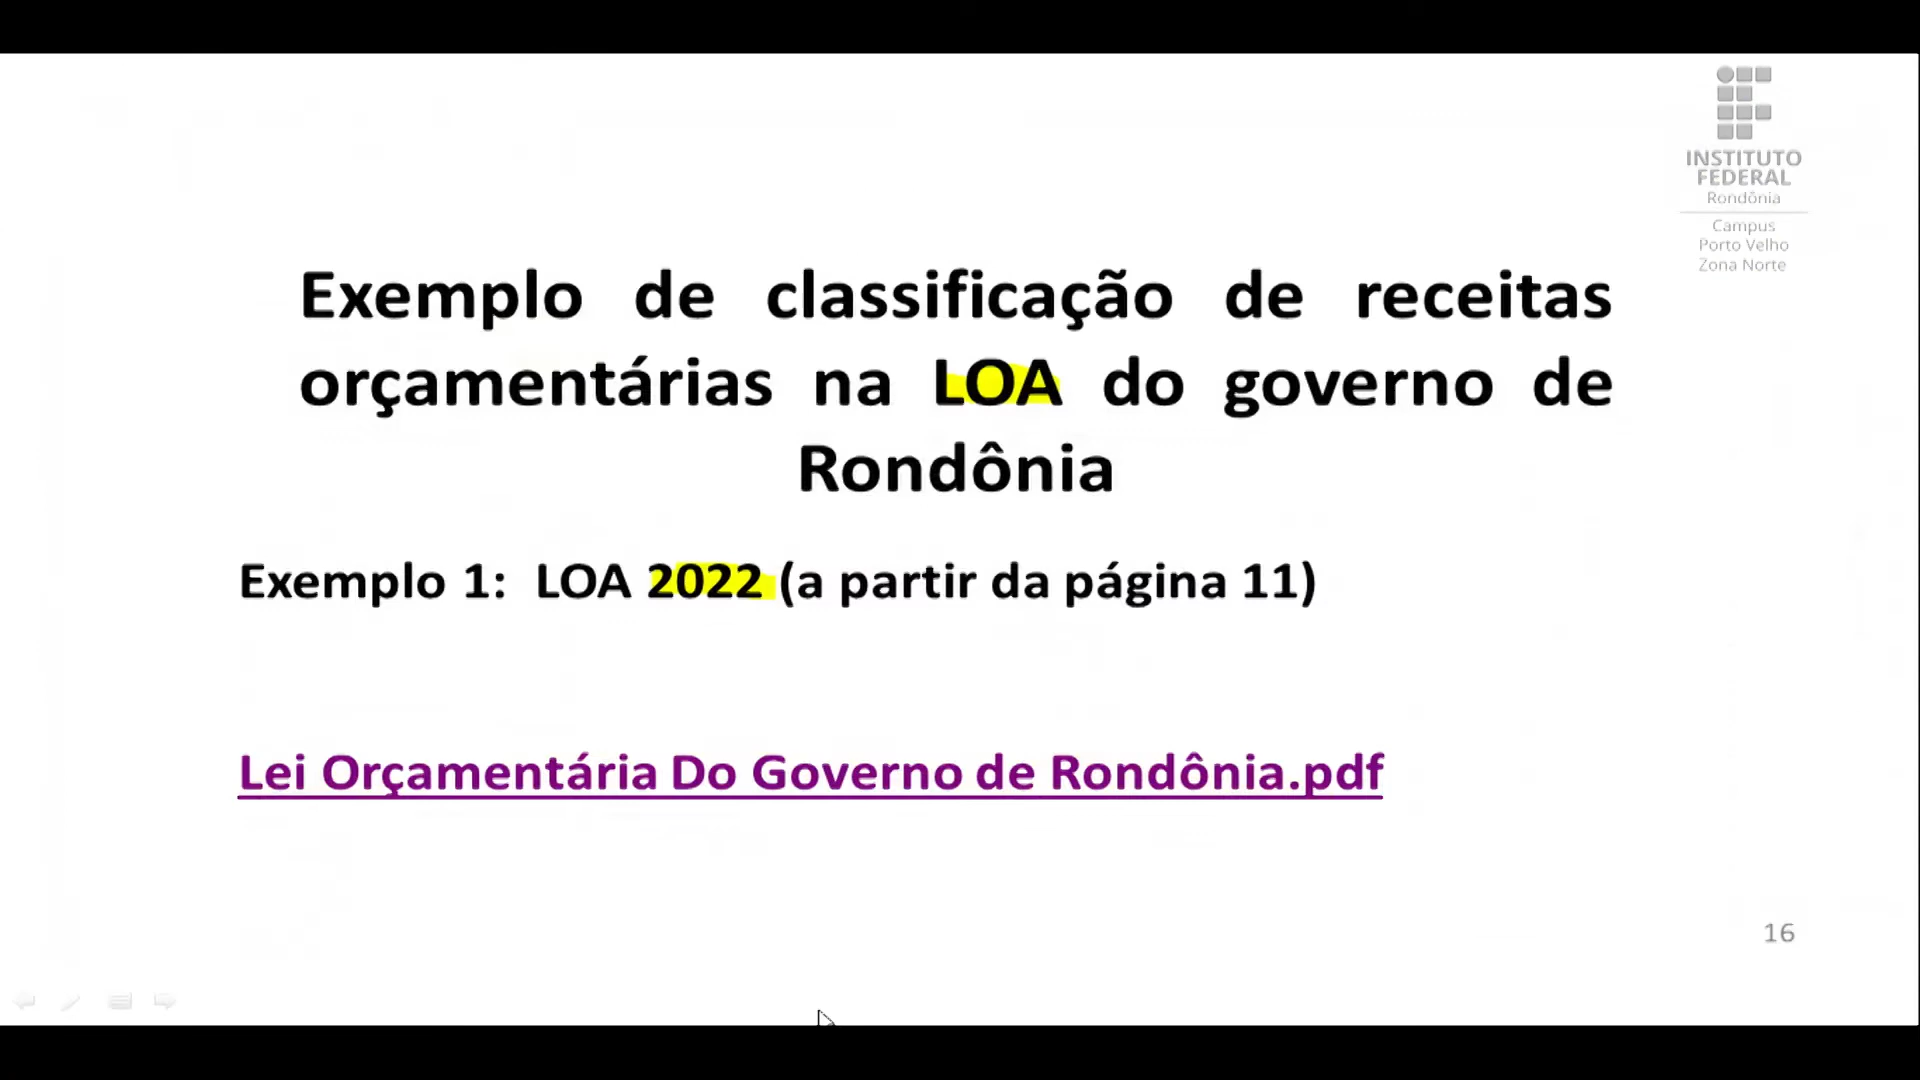 INSTITUTO
FEDERAL
Rondônia
Campus
Porto Velho
Zona Norte
Exemplo de classificação de receitas
orçamentárias na LOA do governo de
Rondônia
Exemplo 1: LOA 2022 (a partir da página 11)
Lei Orçamentária Do Governo de Rondônia.pdf
16